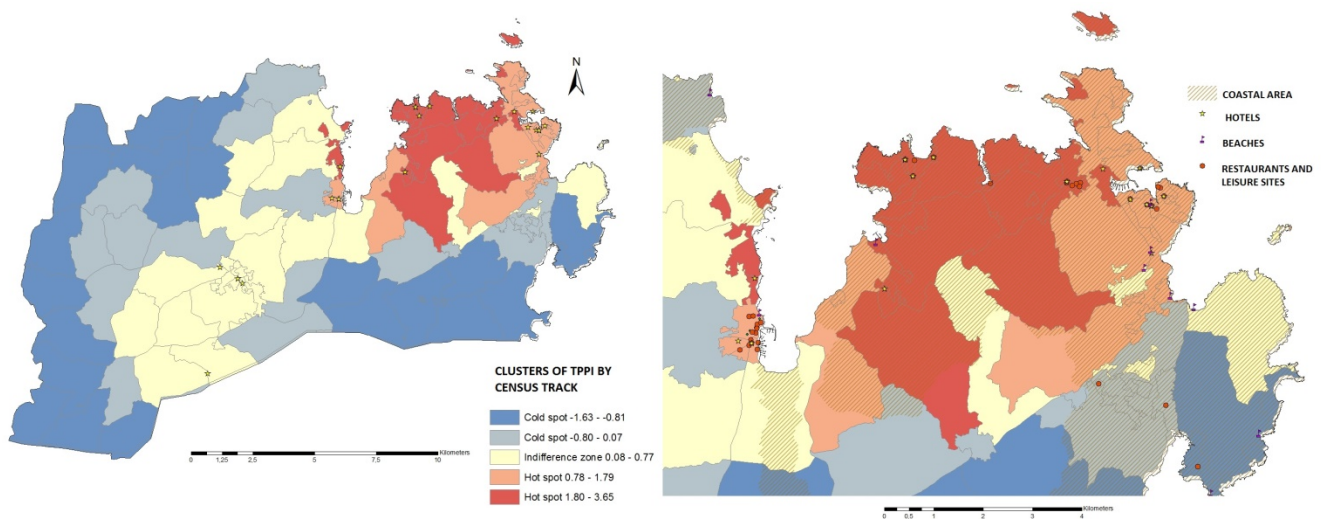 N
CLUSTERS OF TPPI BY
CENSUS TRACK
Cold spot -1.63 - -0.81
Cold spot -0.80 - 0.07
Indifference zone 0.08 - 0.77
Hot spot 0.78 - 1.79
Hot spot 1.80 - 3.65
0 1,25 2,5 5 7,5 10
Kilometers
COASTAL AREA
HOTELS
BEACHES
RESTAURANTS AND
LEISURE SITES
0 0,5 1 2 3 4
Kilometers